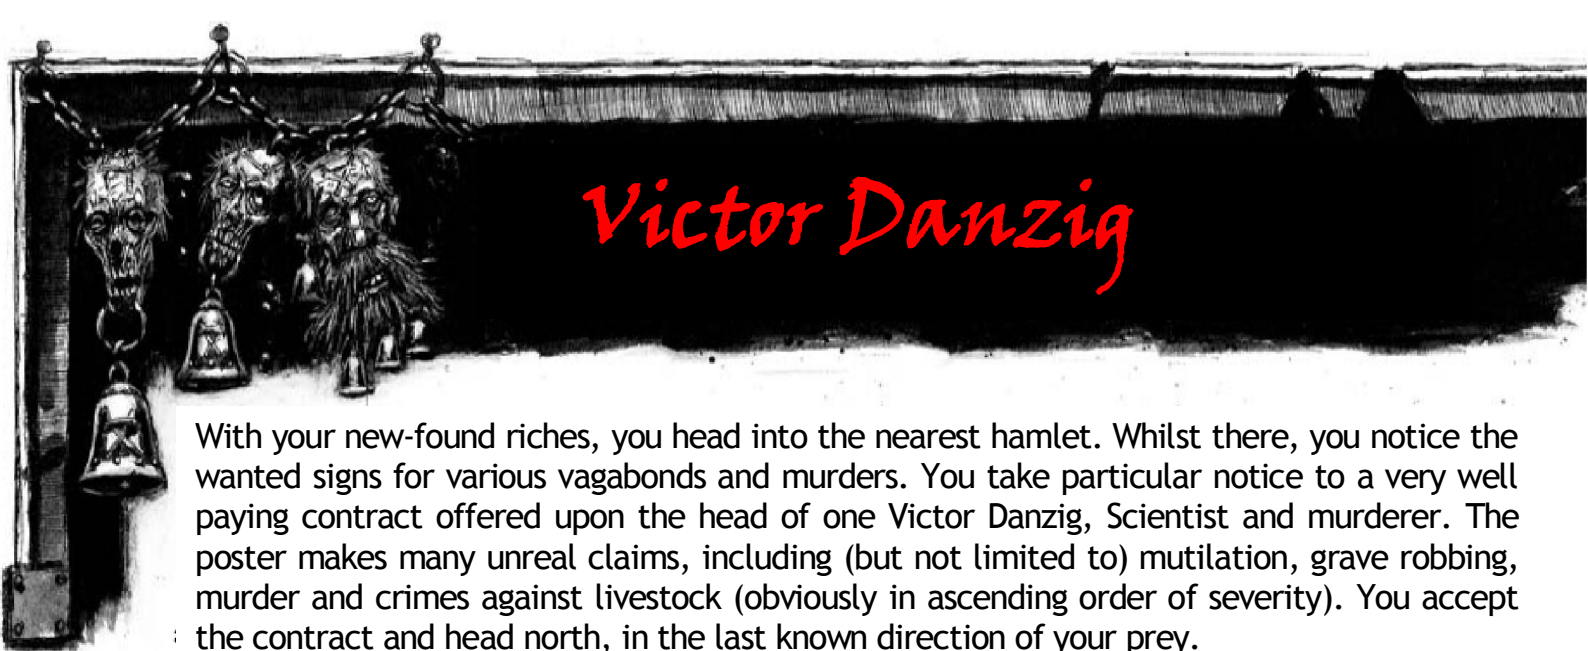 Victor Danzig
With your new-found riches, you head into the nearest hamlet. Whilst there, you notice the
wanted signs for various vagabonds and murders. You take particular notice to a very well
paying contract offered upon the head of one Victor Danzig, Scientist and murderer. The
poster makes many unreal claims, including (but not limited to) mutilation, grave robbing,
murder and crimes against livestock (obviously in ascending order of severity). You accept
the contract and head north, in the last known direction of your prey.